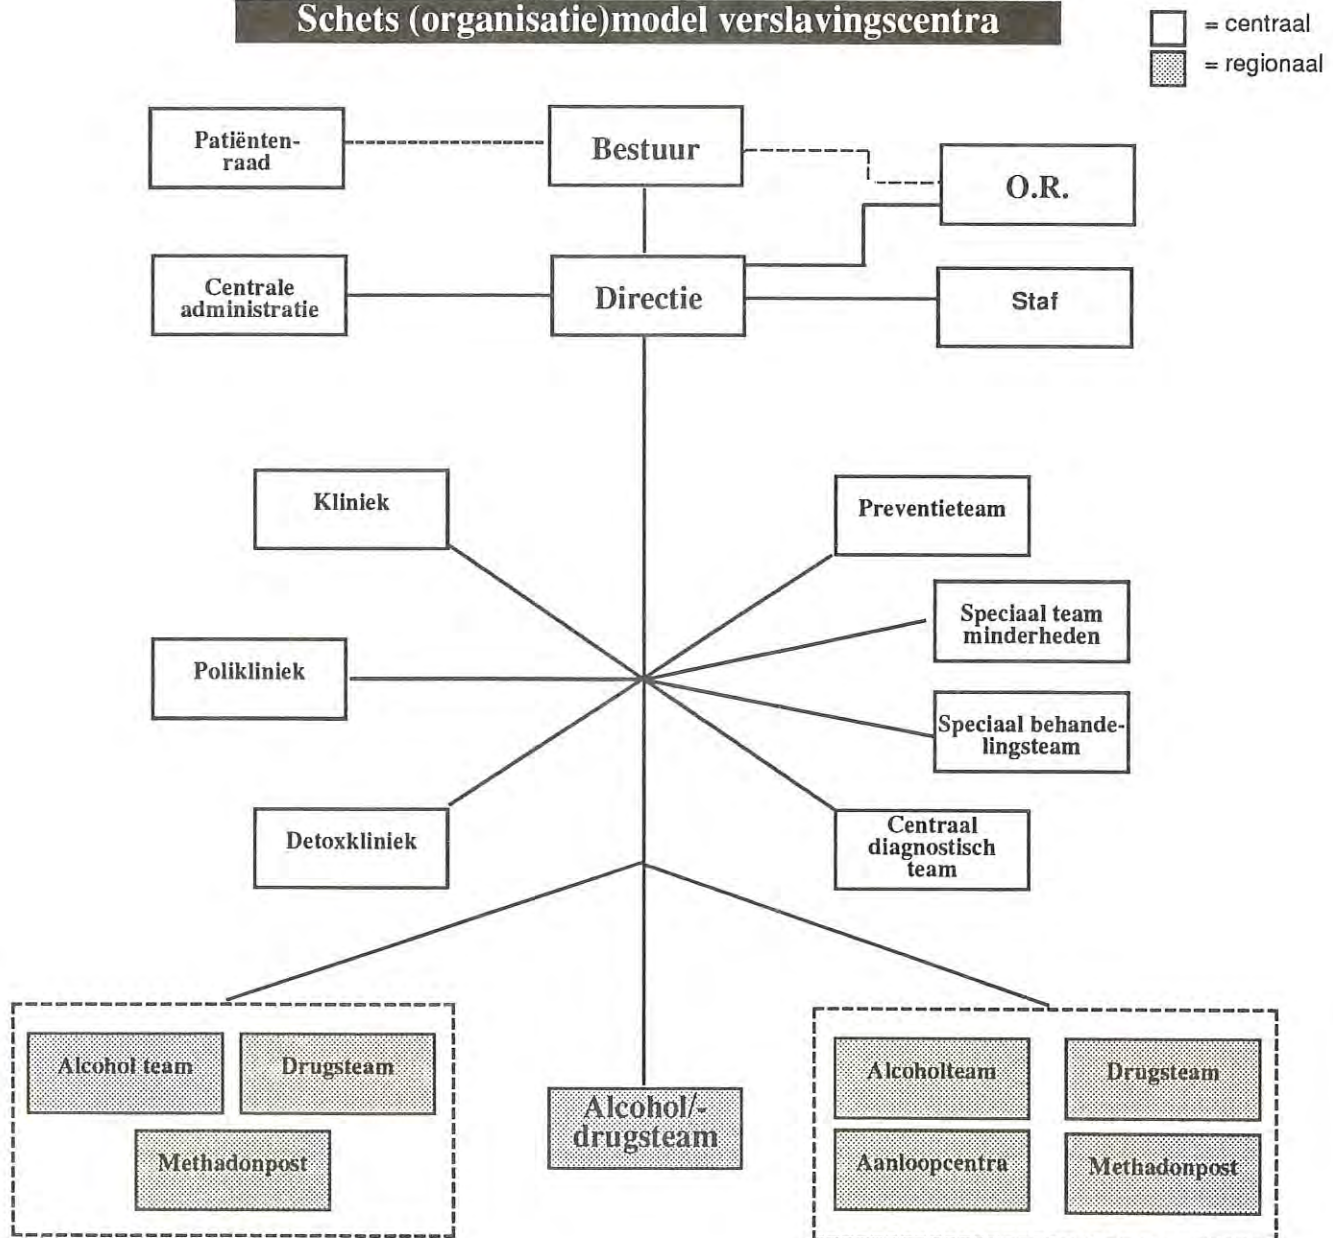 Schets (organisatie)model verslavingscentra
= centraal
= regionaal
Patiënten-
raad
Bestuur
O.R.
Centrale
administratie
Directie
Staf
Kliniek
Preventieteam
Speciaal team
minderheden
Polikliniek
Speciaal behande-
lingsteam
Detoxkliniek
Centraal
diagnostisch
team
Alcohol team
Drugsteam
Methadonpost
Alcohol/-
drugsteam
Alcoholteam
Drugsteam
Aanloopcentra
Methadonpost